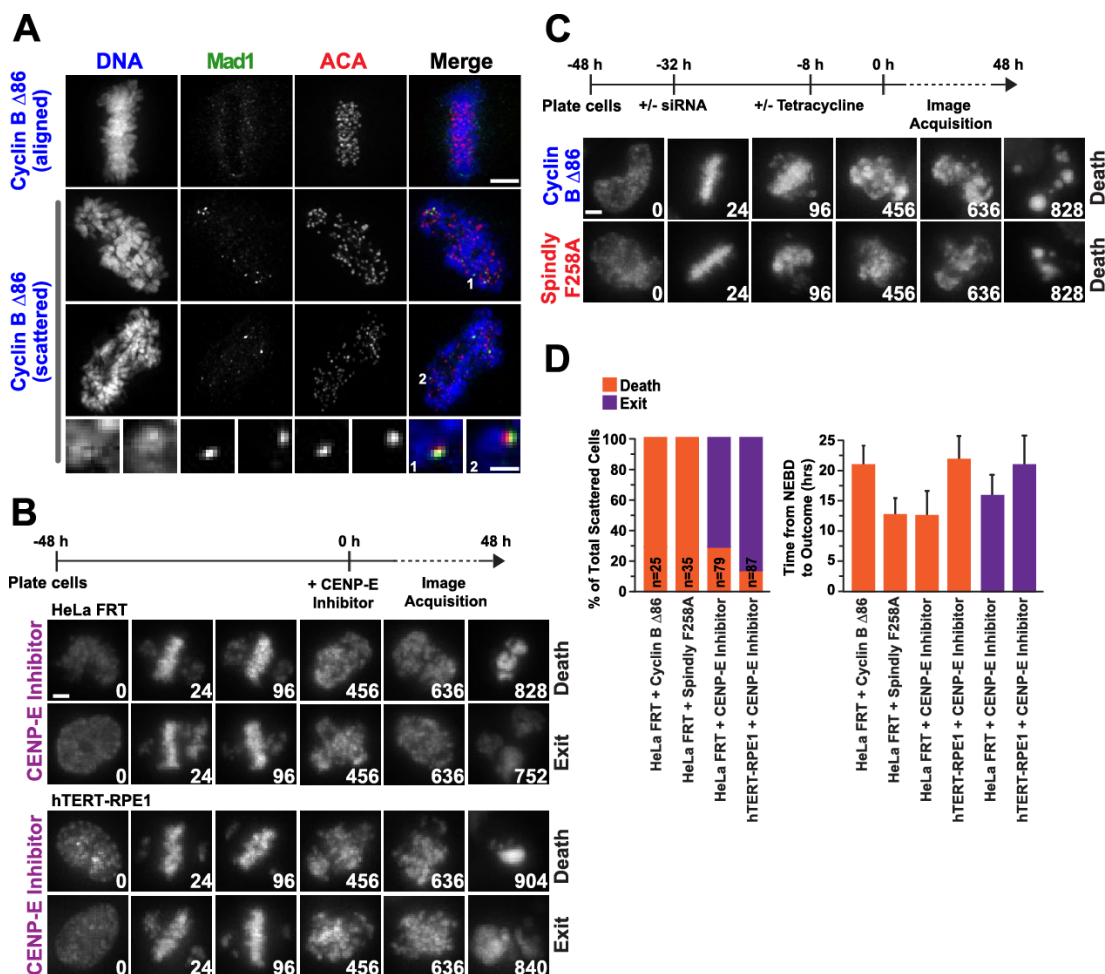 A
DNA
Mad1
ACA
Merge
Cyclin B Δ86
(aligned)
Cyclin B Δ86
(scattered)
1
2
1
2
B
-48 h
0 h
48 h
Plate cells
+ CENP-E
Inhibitor
Image
Acquisition
HeLa FRT
CENP-E Inhibitor
0
24
96
456
636
828
Death
0
24
96
456
636
752
Exit
hTERT-RPE1
CENP-E Inhibitor
0
24
96
456
636
904
Death
0
24
96
456
636
840
Exit
C
-48 h
-32 h
-8 h
0 h
48 h
Plate cells
+/- siRNA
+/- Tetracycline
Image
Acquisition
Cyclin
B Δ86
0
24
96
456
636
828
Death
Spindly
F258A
0
24
96
456
636
828
Death
D
Death
Exit
% of Total Scattered Cells
100
80
60
40
20
0
n=25
n=35
n=79
n=87
HeLa FRT + Cyclin B Δ86
HeLa FRT + Spindly F258A
HeLa FRT + CENP-E Inhibitor
hTERT-RPE1 + CENP-E Inhibitor
Time from NEBD
to Outcome (hrs)
25
20
15
10
5
0
HeLa FRT + Cyclin B Δ86
HeLa FRT + Spindly F258A
HeLa FRT + CENP-E Inhibitor
hTERT-RPE1 + CENP-E Inhibitor
HeLa FRT + CENP-E Inhibitor
hTERT-RPE1 + CENP-E Inhibitor